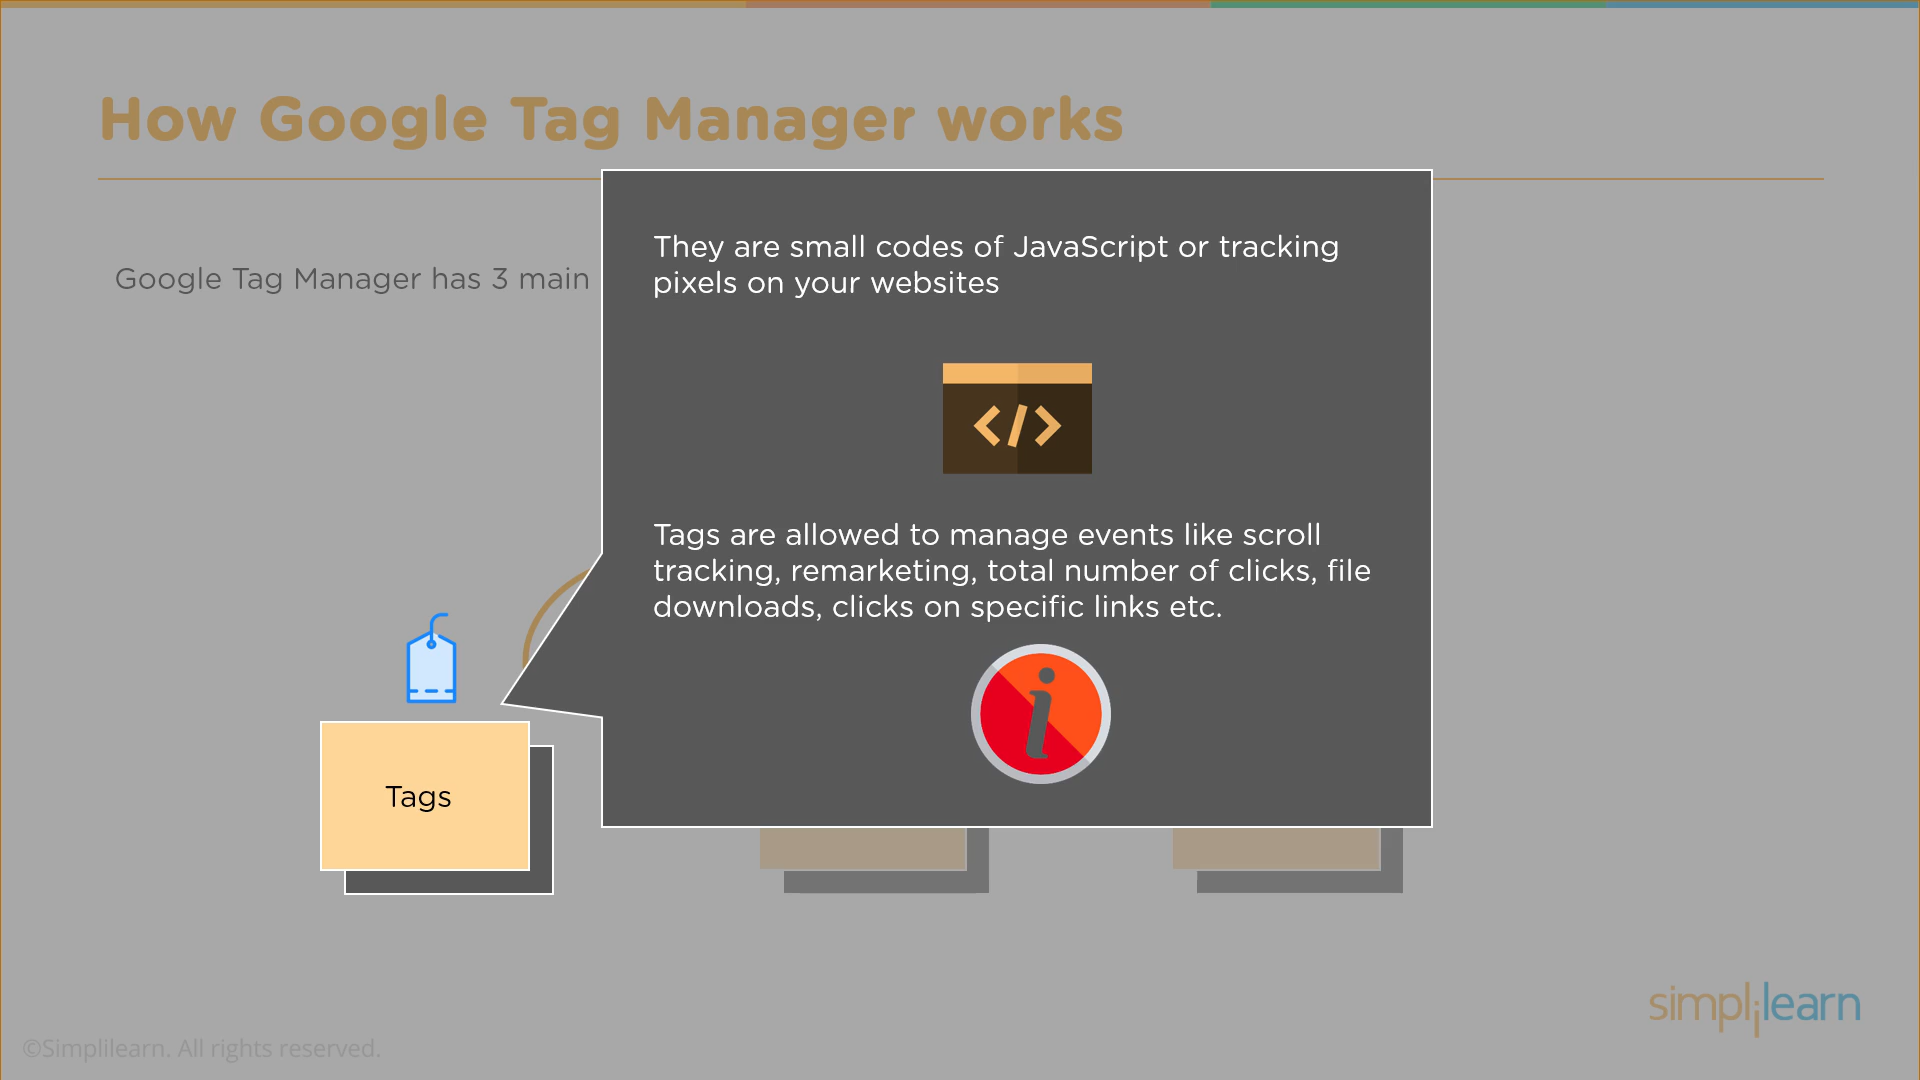 How Google Tag Manager works
Google Tag Manager has 3 main
They are small codes of JavaScript or tracking
pixels on your websites
</>
Tags are allowed to manage events like scroll
tracking, remarketing, total number of clicks, file
downloads, clicks on specific links etc.
i
Tags
simplilearn
©Simplilearn. All rights reserved.